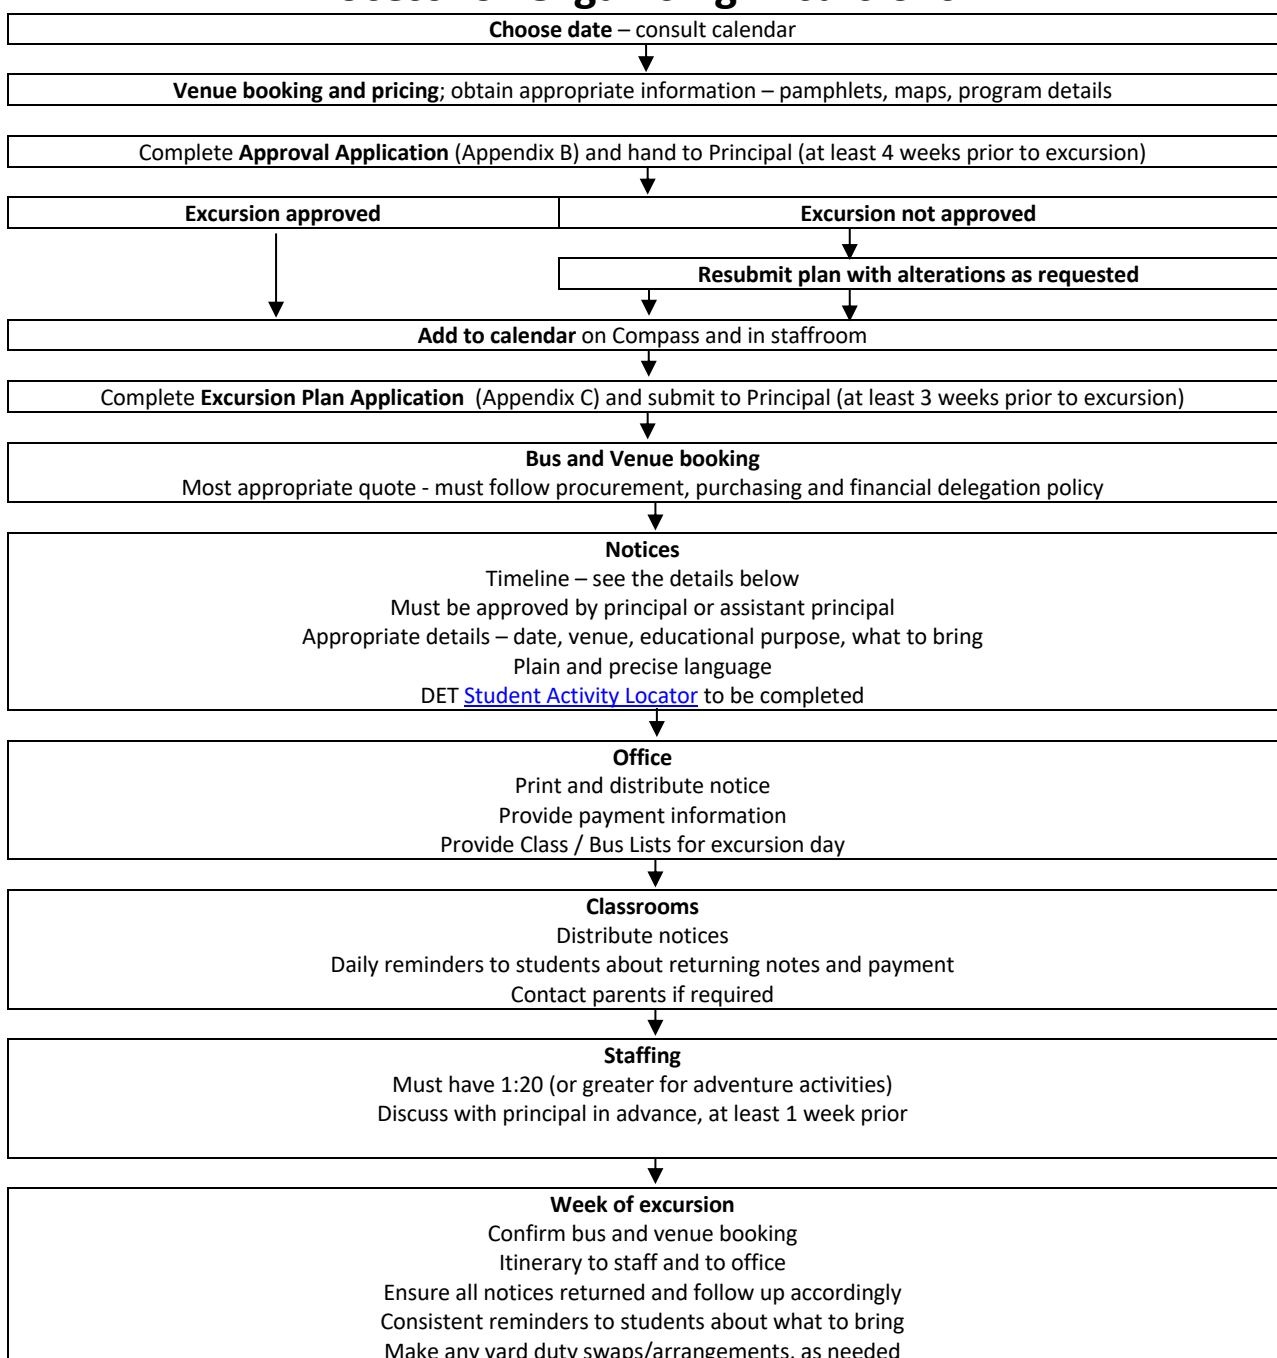 Choose date – consult calendar
Venue booking and pricing; obtain appropriate information – pamphlets, maps, program details
Complete Approval Application (Appendix B) and hand to Principal (at least 4 weeks prior to excursion)
Excursion approved
Excursion not approved
Resubmit plan with alterations as requested
Add to calendar on Compass and in staffroom
Complete Excursion Plan Application (Appendix C) and submit to Principal (at least 3 weeks prior to excursion)
Bus and Venue booking
Most appropriate quote - must follow procurement, purchasing and financial delegation policy
Notices
Timeline – see the details below
Must be approved by principal or assistant principal
Appropriate details – date, venue, educational purpose, what to bring
Plain and precise language
DET Student Activity Locator to be completed
Office
Print and distribute notice
Provide payment information
Provide Class / Bus Lists for excursion day
Classrooms
Distribute notices
Daily reminders to students about returning notes and payment
Contact parents if required
Staffing
Must have 1:20 (or greater for adventure activities)
Discuss with principal in advance, at least 1 week prior
Week of excursion
Confirm bus and venue booking
Itinerary to staff and to office
Ensure all notices returned and follow up accordingly
Consistent reminders to students about what to bring
Make any yard duty swaps/arrangements, as needed